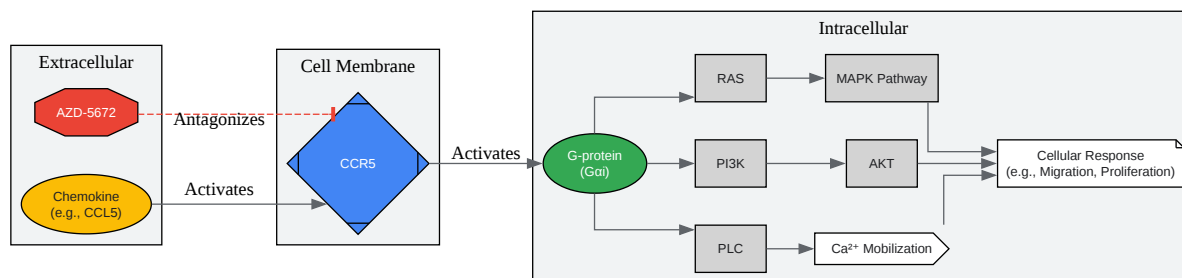 Extracellular
AZD-5672
Antagonizes
Chemokine
(e.g., CCL5)
Activates
Cell Membrane
CCR5
Activates
Intracellular
G-protein
(Gαi)
RAS
MAPK Pathway
PI3K
AKT
PLC
Ca²⁺ Mobilization
Cellular Response
(e.g., Migration, Proliferation)